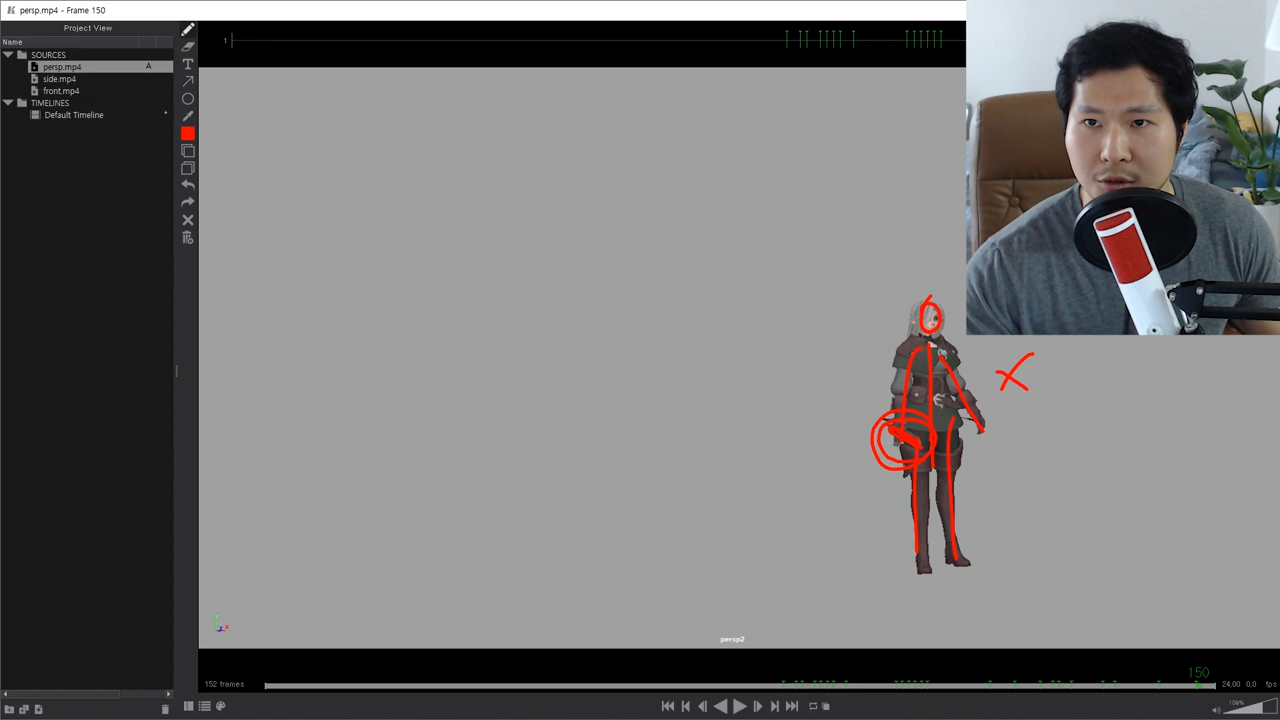 persp.mp4 - Frame 150
Project View
Name
SOURCES
persp.mp4 A
side.mp4
front.mp4
TIMELINES
Default Timeline *
1
persp2
150
152 frames
24,00 0,0 fps